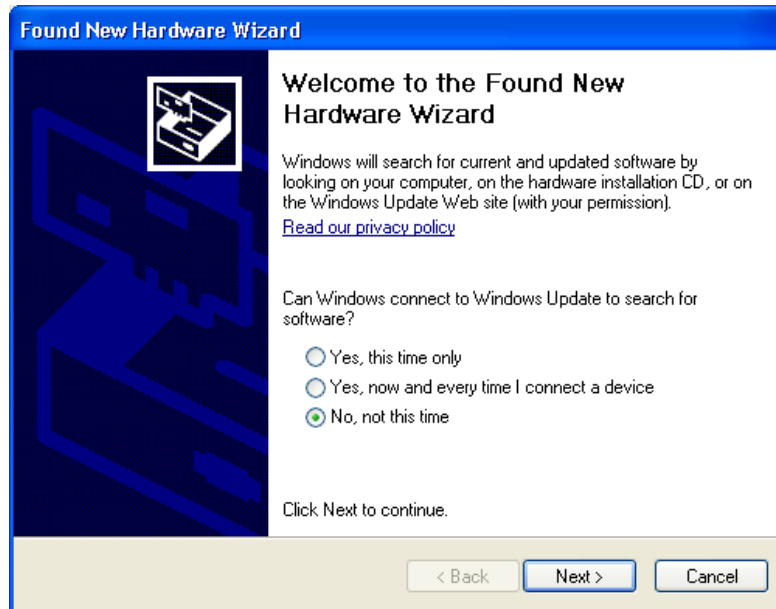 Found New Hardware Wizard
Welcome to the Found New
Hardware Wizard
Windows will search for current and updated software by
looking on your computer, on the hardware installation CD, or on
the Windows Update Web site (with your permission).
Read our privacy policy
Can Windows connect to Windows Update to search for
software?
Yes, this time only
Yes, now and every time I connect a device
No, not this time
Click Next to continue.
< Back
Next >
Cancel